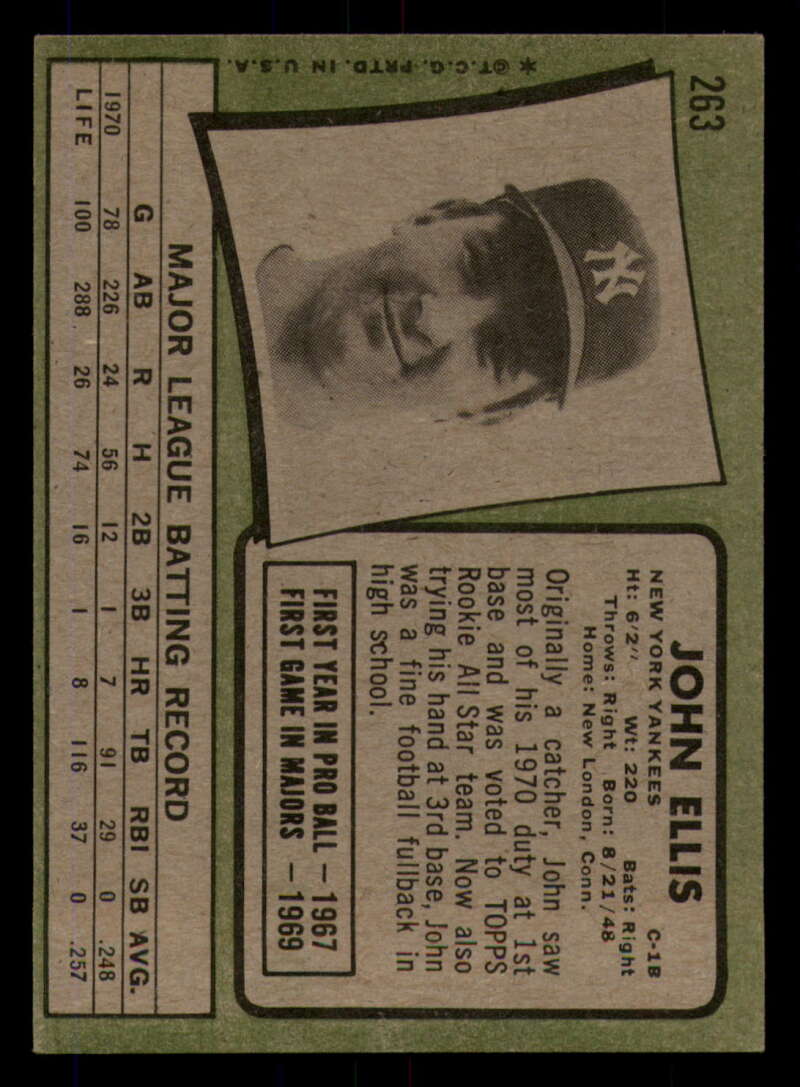 263
* ©T.C.G. PRTD. IN U.S.A.
NY
JOHN ELLIS
NEW YORK YANKEES C-1B
Ht: 6'2" Wt: 220 Bats: Right
Throws: Right Born: 8/21/48
Home: New London, Conn.
Originally a catcher, John saw
most of his 1970 duty at 1st
base and was voted to TOPPS
Rookie All Star team. Now also
trying his hand at 3rd base, John
was a fine football fullback in
high school.
FIRST YEAR IN PRO BALL — 1967
FIRST GAME IN MAJORS — 1969
MAJOR LEAGUE BATTING RECORD
G AB R H 2B 3B HR TB RBI SB AVG.
1970 78 226 24 56 12 1 7 91 29 0 .248
LIFE 100 288 26 74 16 1 8 116 37 0 .257